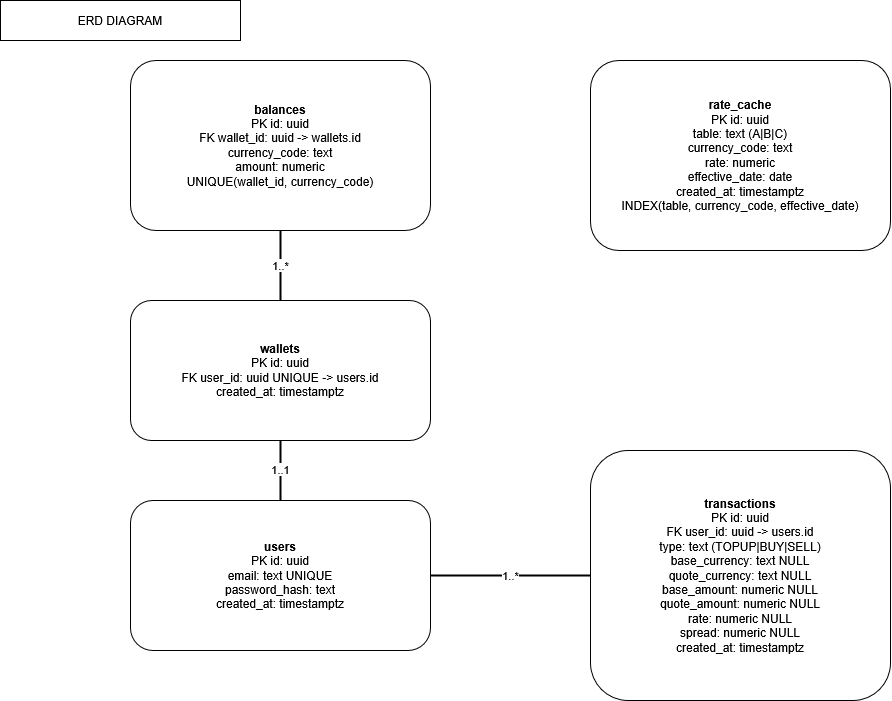 ERD DIAGRAM
balances
PK id: uuid
FK wallet_id: uuid -> wallets.id
currency_code: text
amount: numeric
UNIQUE(wallet_id, currency_code)
rate_cache
PK id: uuid
table: text (A|B|C)
currency_code: text
rate: numeric
effective_date: date
created_at: timestamptz
INDEX(table, currency_code, effective_date)
1..*
wallets
PK id: uuid
FK user_id: uuid UNIQUE -> users.id
created_at: timestamptz
1..1
users
PK id: uuid
email: text UNIQUE
password_hash: text
created_at: timestamptz
1..*
transactions
PK id: uuid
FK user_id: uuid -> users.id
type: text (TOPUP|BUY|SELL)
base_currency: text NULL
quote_currency: text NULL
base_amount: numeric NULL
quote_amount: numeric NULL
rate: numeric NULL
spread: numeric NULL
created_at: timestamptz